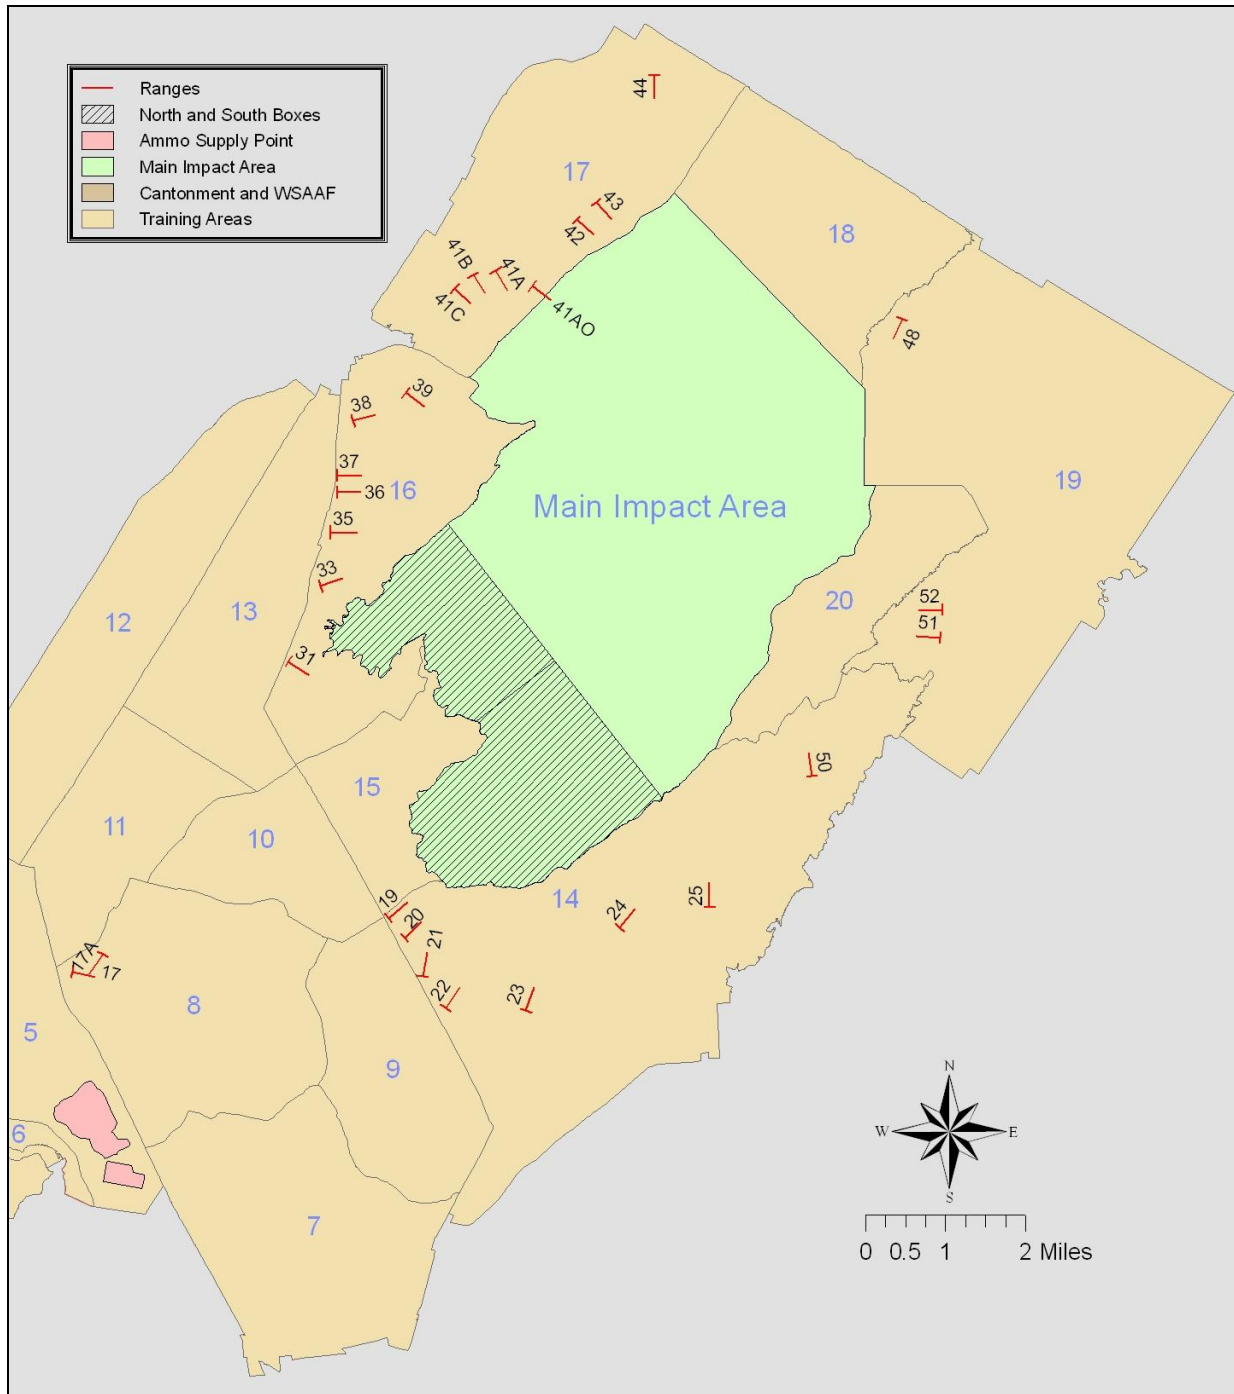 Ranges
North and South Boxes
Ammo Supply Point
Main Impact Area
Cantonment and WSAAF
Training Areas
44
17
43
42
18
41B
41A
41C
41AO
48
39
38
37
36
16
35
Main Impact Area
19
33
13
12
20
52
51
31
50
15
11
10
19
20
14
25
24
21
17A
17
22
23
8
5
9
6
7
N
W
E
S
0 0.5 1 2 Miles